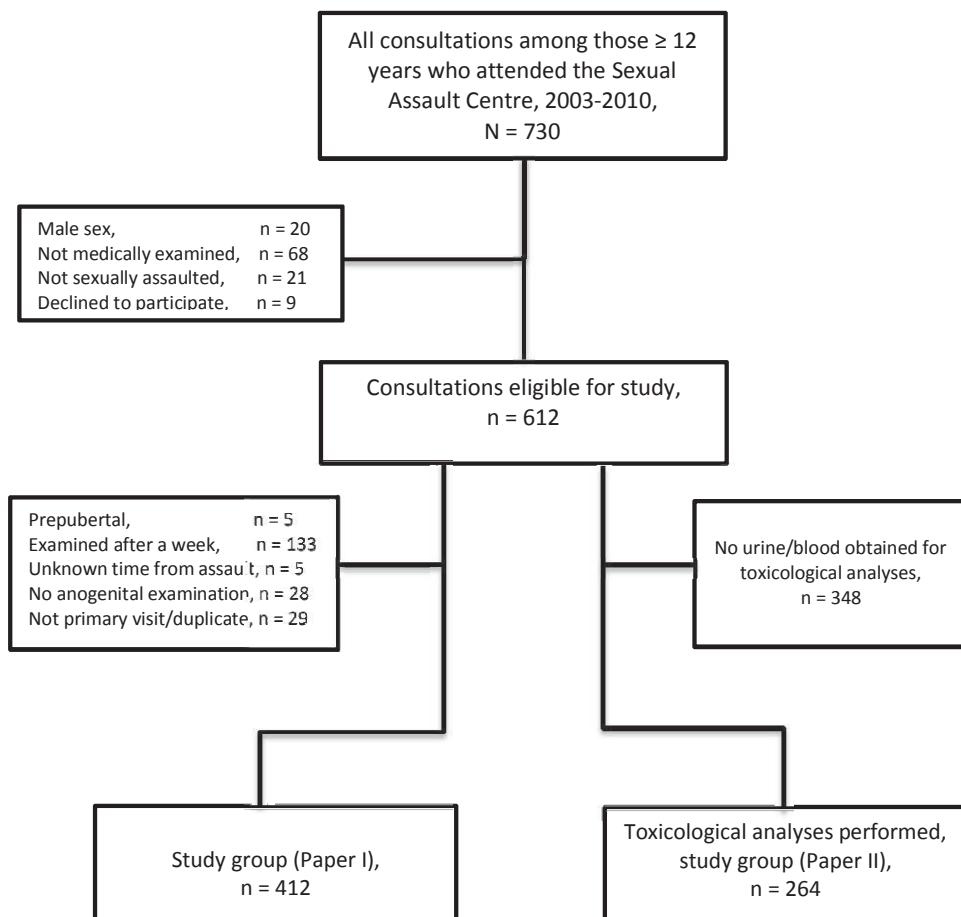 All consultations among those ≥ 12
years who attended the Sexual
Assault Centre, 2003-2010,
N = 730
Male sex, n = 20
Not medically examined, n = 68
Not sexually assaulted, n = 21
Declined to participate, n = 9
Consultations eligible for study,
n = 612
Prepubertal, n = 5
Examined after a week, n = 133
Unknown time from assault, n = 5
No anogenital examination, n = 28
Not primary visit/duplicate, n = 29
No urine/blood obtained for
toxicological analyses,
n = 348
Study group (Paper I),
n = 412
Toxicological analyses performed,
study group (Paper II),
n = 264